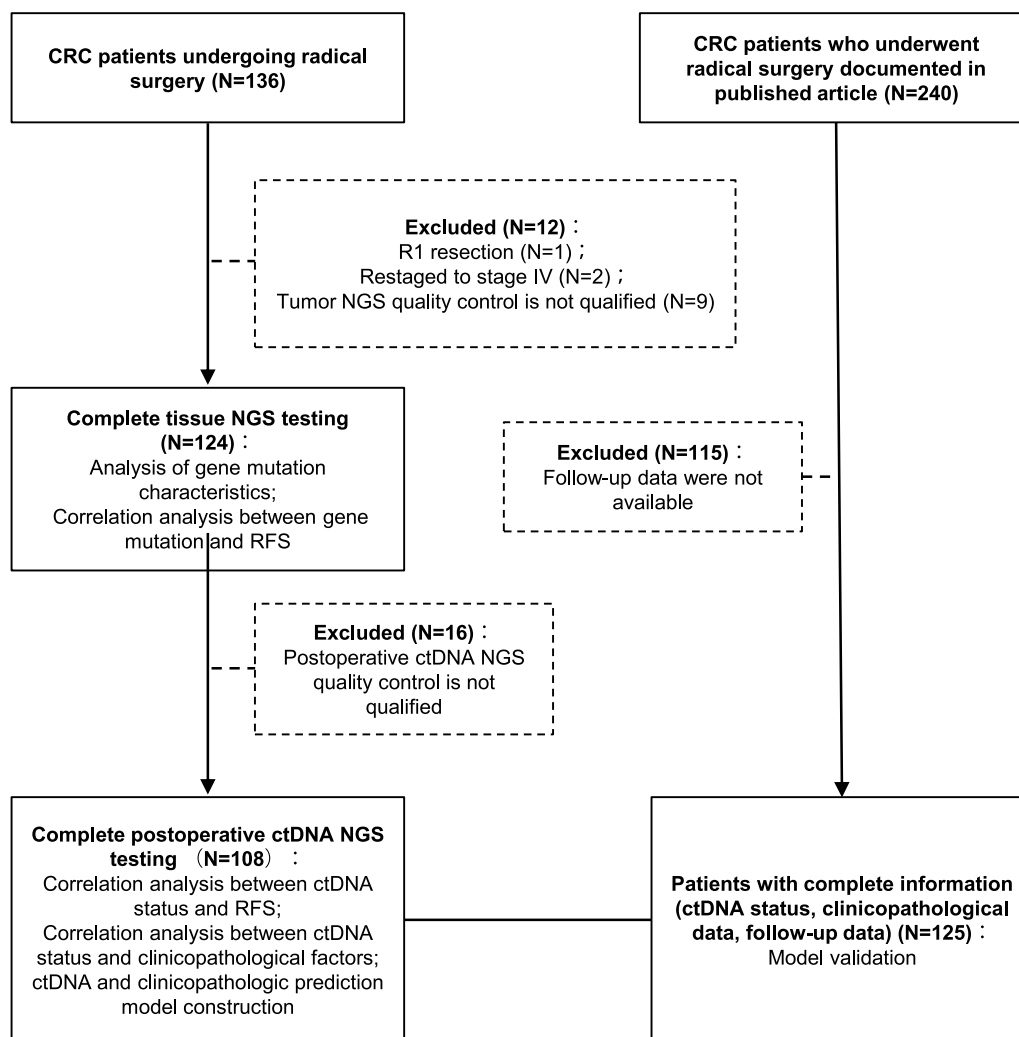 CRC patients undergoing radical
surgery (N=136)
CRC patients who underwent
radical surgery documented in
published article (N=240)
Excluded (N=12)：
R1 resection (N=1)；
Restaged to stage IV (N=2)；
Tumor NGS quality control is not qualified (N=9)
Complete tissue NGS testing
(N=124)：
Analysis of gene mutation
characteristics;
Correlation analysis between gene
mutation and RFS
Excluded (N=115)：
Follow-up data were not
available
Excluded (N=16)：
Postoperative ctDNA NGS
quality control is not
qualified
Complete postoperative ctDNA NGS
testing （N=108）：
Correlation analysis between ctDNA
status and RFS;
Correlation analysis between ctDNA
status and clinicopathological factors;
ctDNA and clinicopathologic prediction
model construction
Patients with complete information
(ctDNA status, clinicopathological
data, follow-up data) (N=125)：
Model validation